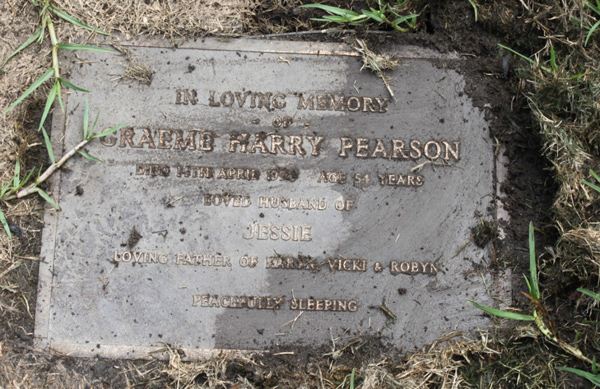 IN LOVING MEMORY
- OF -
GRAEME HARRY PEARSON
DIED 13TH APRIL AGE 54 YEARS
LOVED HUSBAND OF
JESSIE
LOVING FATHER OF VICKI & ROBYN
PEACEFULLY SLEEPING